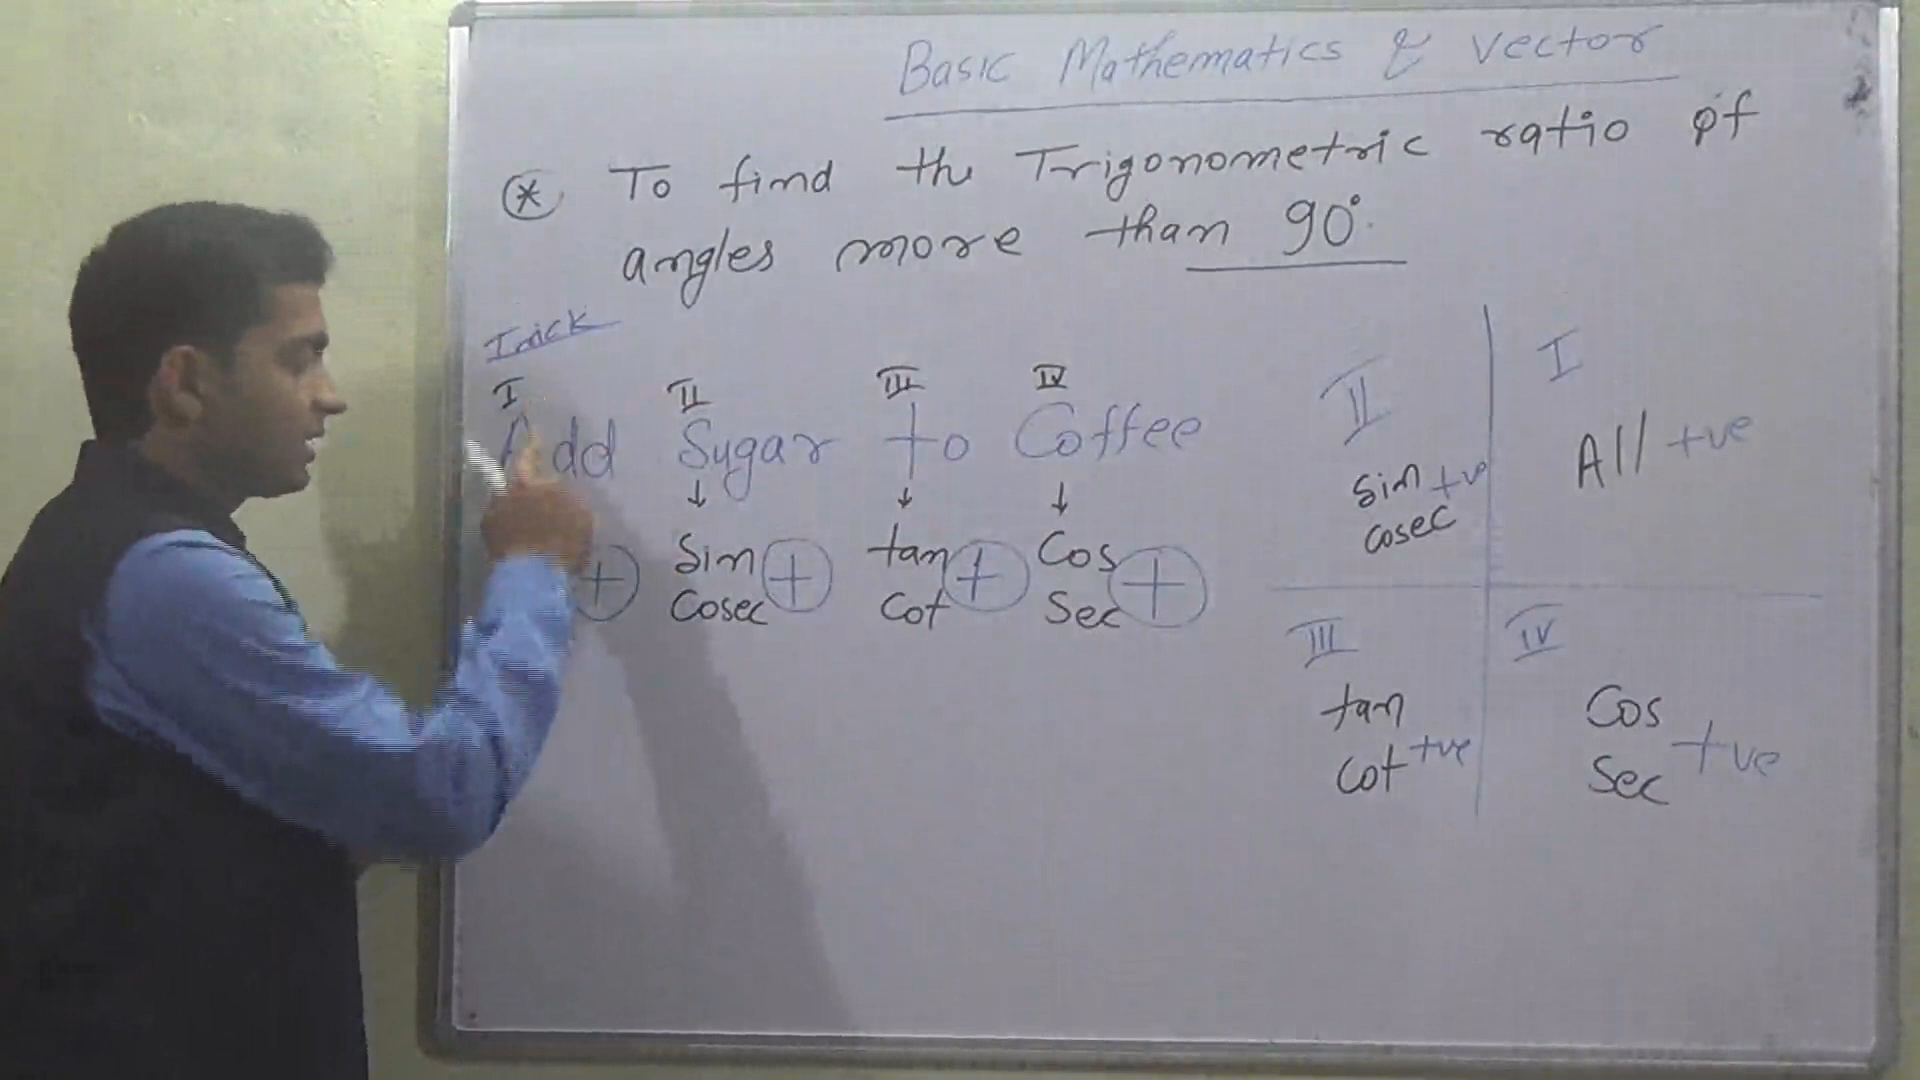 Basic Mathematics & Vector
* To find the Trigonometric ratio of
angles more than 90°.
Trick
I II III IV
Add Sugar to Coffee
↓ ↓ ↓
+ Sin + tan + Cos +
Cosec Cot Sec
II I
Sin +ve All +ve
Cosec
III IV
tan Cos
Cot +ve Sec +ve